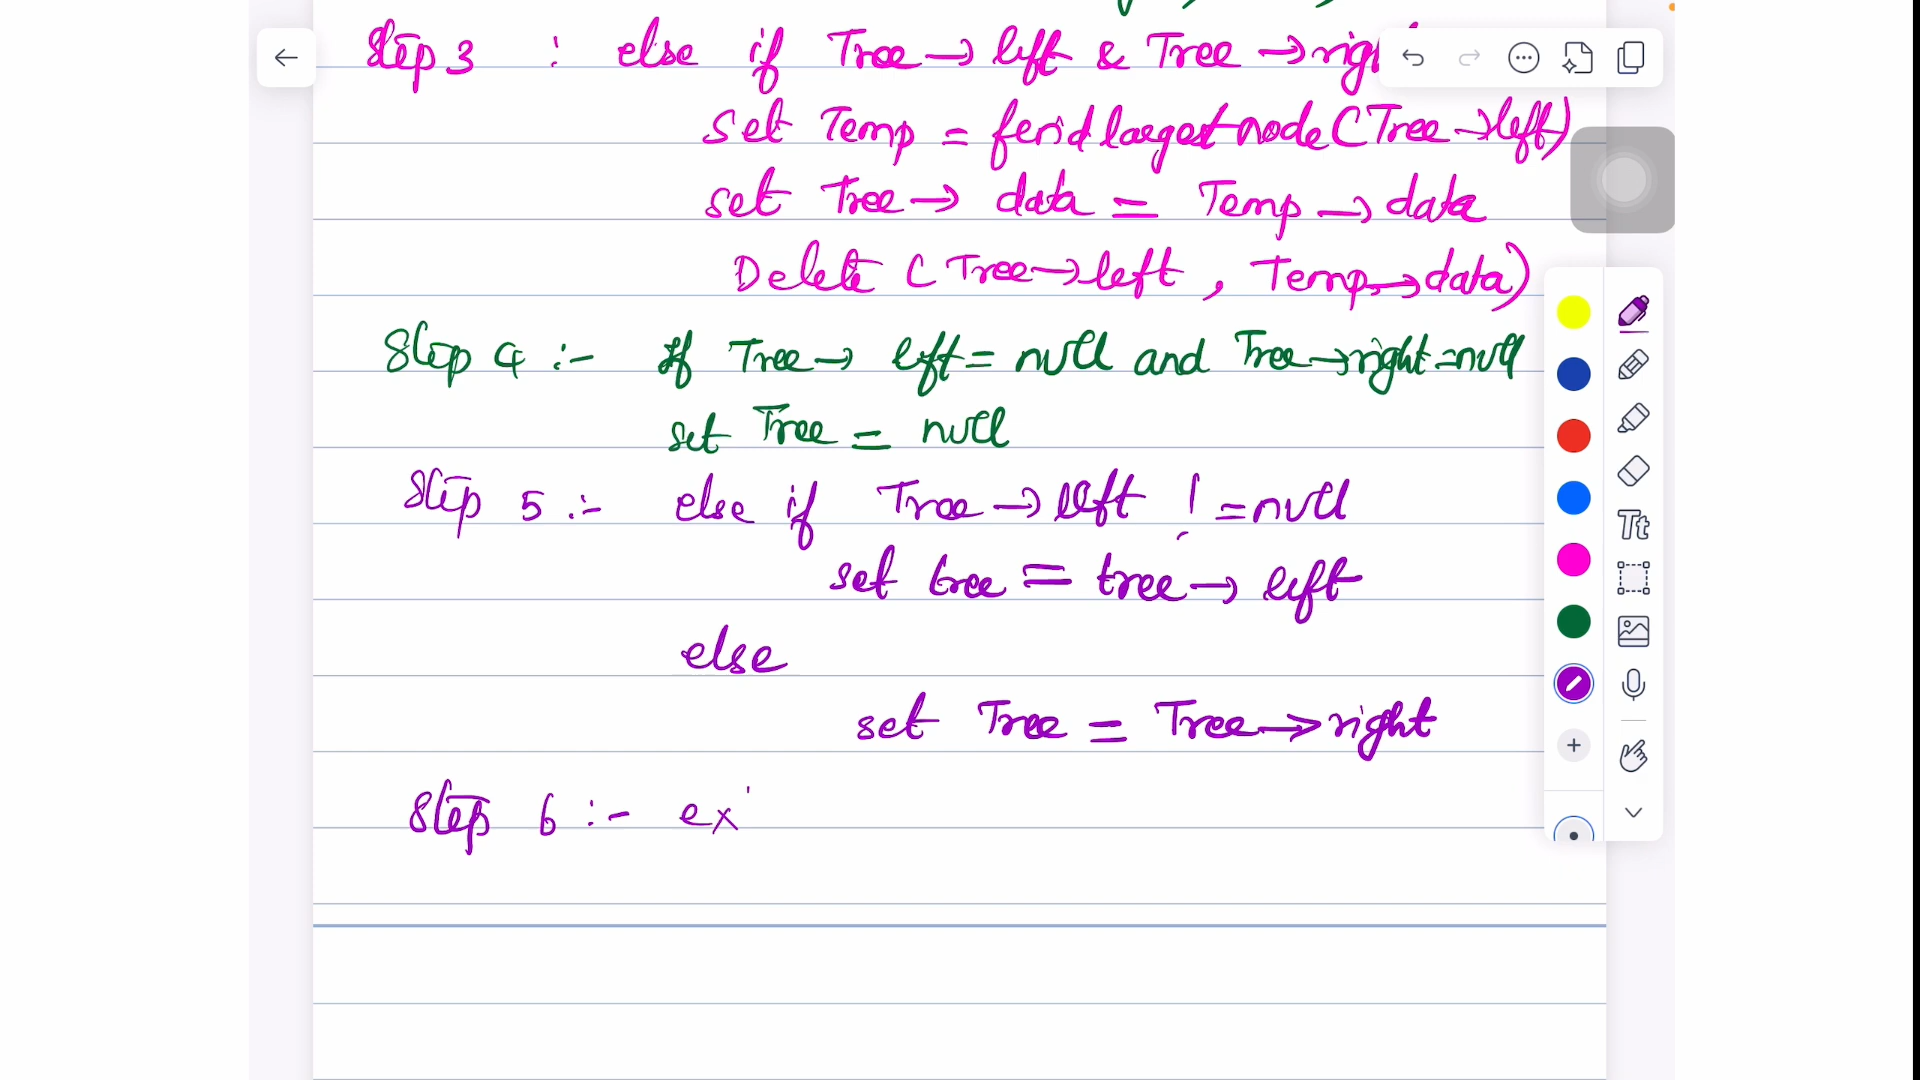 Step 3 : else if Tree → left & Tree → right
set Temp = find largest node (Tree → left)
set Tree → data = Temp → data
Delete (Tree → left , Temp → data)
Step 4 :- If Tree → left = null and Tree → right = null
set Tree = null
Step 5 :- else if Tree → left != null
set tree = tree → left
else
set Tree = Tree → right
Step 6 :- ex
Tt